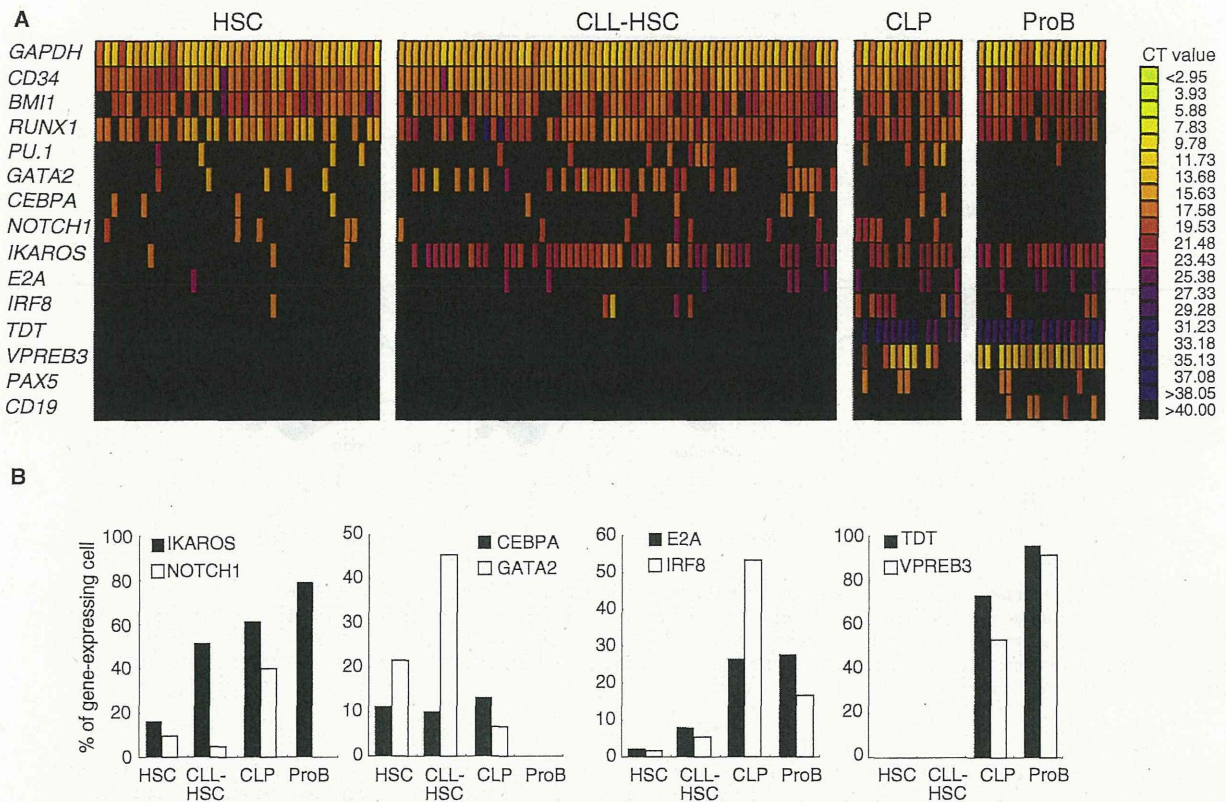 A
HSC
CLL-HSC
CLP
ProB
GAPDH
CD34
BMI1
RUNX1
PU.1
GATA2
CEBPA
NOTCH1
IKAROS
E2A
IRF8
TDT
VPREB3
PAX5
CD19
CT value
<2.95
3.93
5.88
7.83
9.78
11.73
13.68
15.63
17.58
19.53
21.48
23.43
25.38
27.33
29.28
31.23
33.18
35.13
37.08
>38.05
>40.00
B
% of gene-expressing cell
100
80
60
40
20
0
IKAROS
NOTCH1
HSC
CLL-HSC
CLP
ProB
50
40
30
20
10
0
CEBPA
GATA2
HSC
CLL-HSC
CLP
ProB
60
50
40
30
20
10
0
E2A
IRF8
HSC
CLL-HSC
CLP
ProB
100
80
60
40
20
0
TDT
VPREB3
HSC
CLL-HSC
CLP
ProB